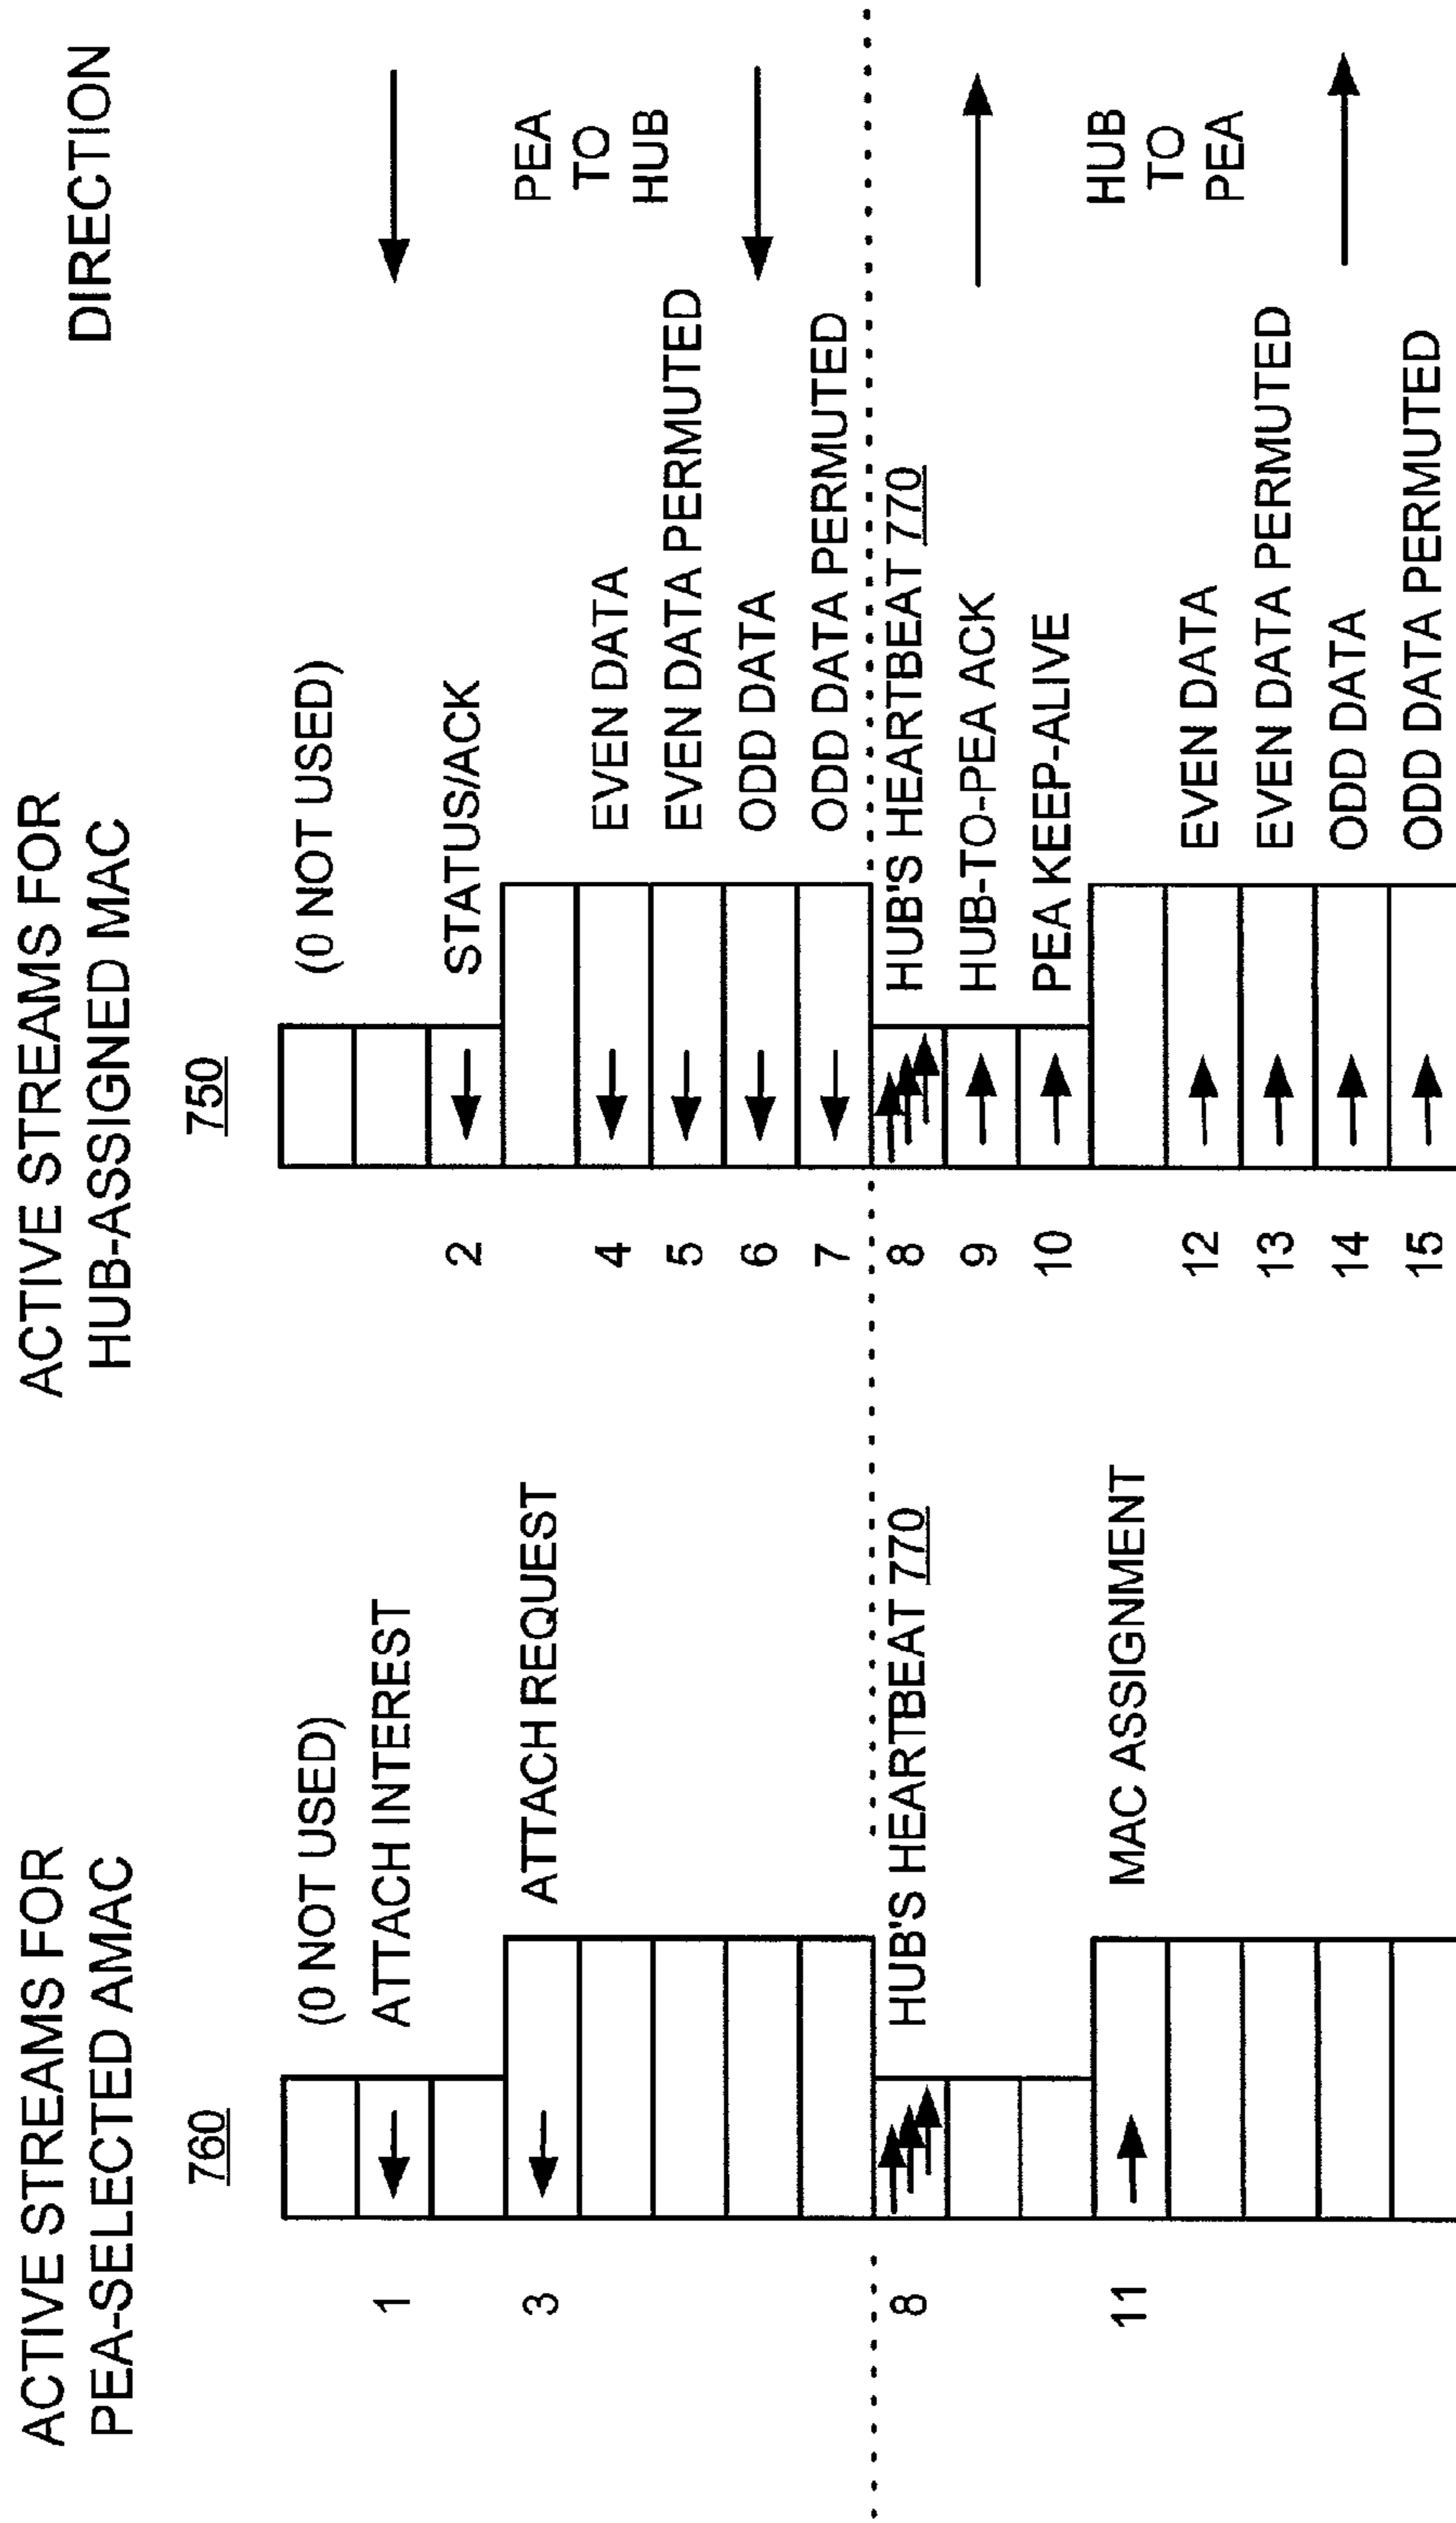 ACTIVE STREAMS FOR
PEA-SELECTED AMAC
760
(0 NOT USED)
1 ATTACH INTEREST
3 ATTACH REQUEST
8 HUB'S HEARTBEAT 770
11 MAC ASSIGNMENT
ACTIVE STREAMS FOR
HUB-ASSIGNED MAC
750
(0 NOT USED)
2 STATUS/ACK
4 EVEN DATA
5 EVEN DATA PERMUTED
6 ODD DATA
7 ODD DATA PERMUTED
8 HUB'S HEARTBEAT 770
9 HUB-TO-PEA ACK
10 PEA KEEP-ALIVE
12 EVEN DATA
13 EVEN DATA PERMUTED
14 ODD DATA
15 ODD DATA PERMUTED
DIRECTION
PEA
TO
HUB
HUB
TO
PEA